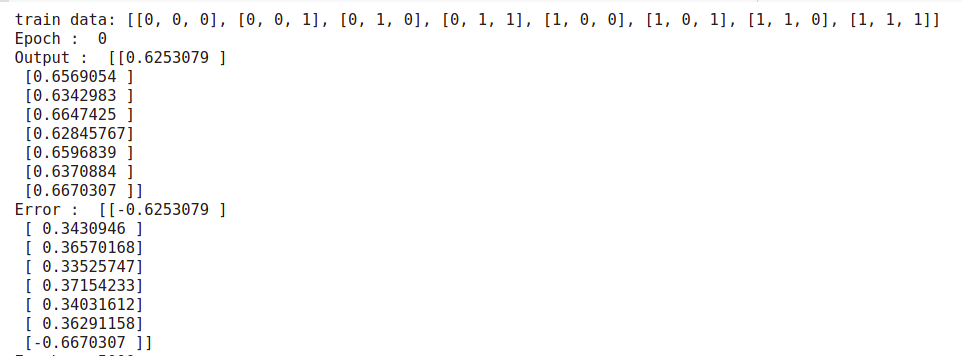 train data: [[0, 0, 0], [0, 0, 1], [0, 1, 0], [0, 1, 1], [1, 0, 0], [1, 0, 1], [1, 1, 0], [1, 1, 1]]
Epoch :  0
Output :  [[0.6253079 ]
 [0.6569054 ]
 [0.6342983 ]
 [0.6647425 ]
 [0.62845767]
 [0.6596839 ]
 [0.6370884 ]
 [0.6670307 ]]
Error :  [[-0.6253079 ]
 [ 0.3430946 ]
 [ 0.36570168]
 [ 0.33525747]
 [ 0.37154233]
 [ 0.34031612]
 [ 0.36291158]
 [-0.6670307 ]]